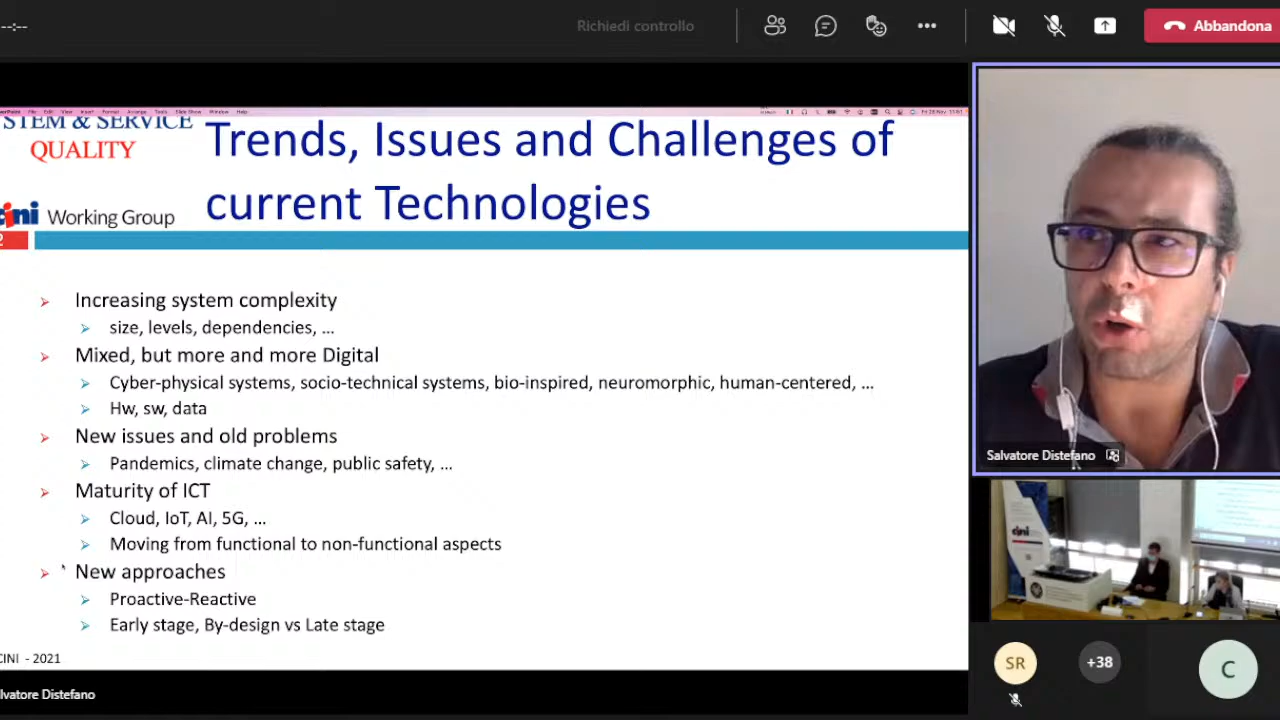 --:--
Richiedi controllo
Abbandona
STEM & SERVICE
QUALITY
Trends, Issues and Challenges of
current Technologies
cini Working Group
2
➢ Increasing system complexity
➢ size, levels, dependencies, ...
➢ Mixed, but more and more Digital
➢ Cyber-physical systems, socio-technical systems, bio-inspired, neuromorphic, human-centered, ...
➢ Hw, sw, data
➢ New issues and old problems
➢ Pandemics, climate change, public safety, ...
➢ Maturity of ICT
➢ Cloud, IoT, AI, 5G, ...
➢ Moving from functional to non-functional aspects
➢ New approaches
➢ Proactive-Reactive
➢ Early stage, By-design vs Late stage
CINI - 2021
lvatore Distefano
Salvatore Distefano
cini
SR
+38
C